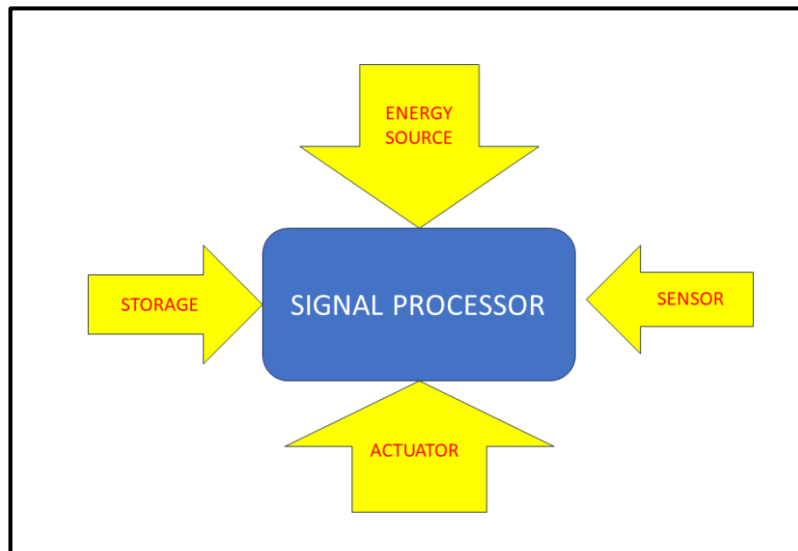 ENERGY
SOURCE
STORAGE
SIGNAL PROCESSOR
SENSOR
ACTUATOR